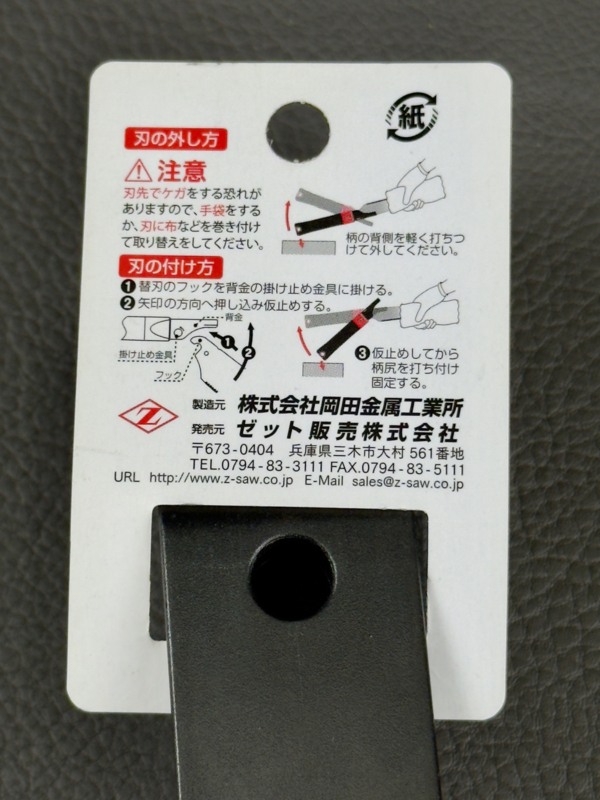 紙
刃の外し方
注意
刃先でケガをする恐れが
ありますので、手袋をする
か、刃に布などを巻き付け
て取り替えをしてください。
柄の背側を軽く打ちつ
けて外してください。
刃の付け方
❶替刃のフックを背金の掛け止め金具に掛ける。
❷矢印の方向へ押し込み仮止めする。
背金
❶
❷
掛け止め金具
フック
❸仮止めしてから
柄尻を打ち付け
固定する。
Z
製造元 株式会社岡田金属工業所
発売元 ゼット販売株式会社
〒673-0404 兵庫県三木市大村561番地
TEL.0794-83-3111 FAX.0794-83-5111
URL http://www.z-saw.co.jp E-Mail sales@z-saw.co.jp